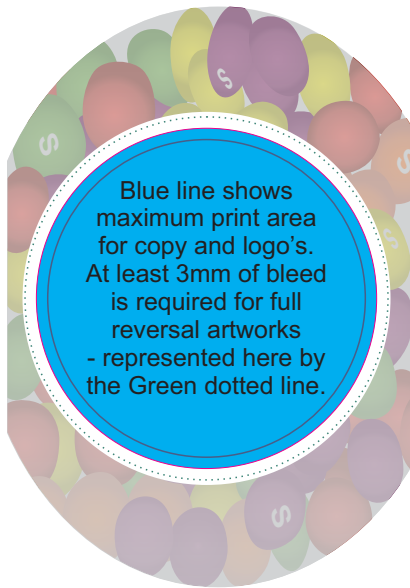 S
S
Blue line shows
maximum print area
for copy and logo's.
At least 3mm of bleed
is required for full
reversal artworks
- represented here by
the Green dotted line.
S
S